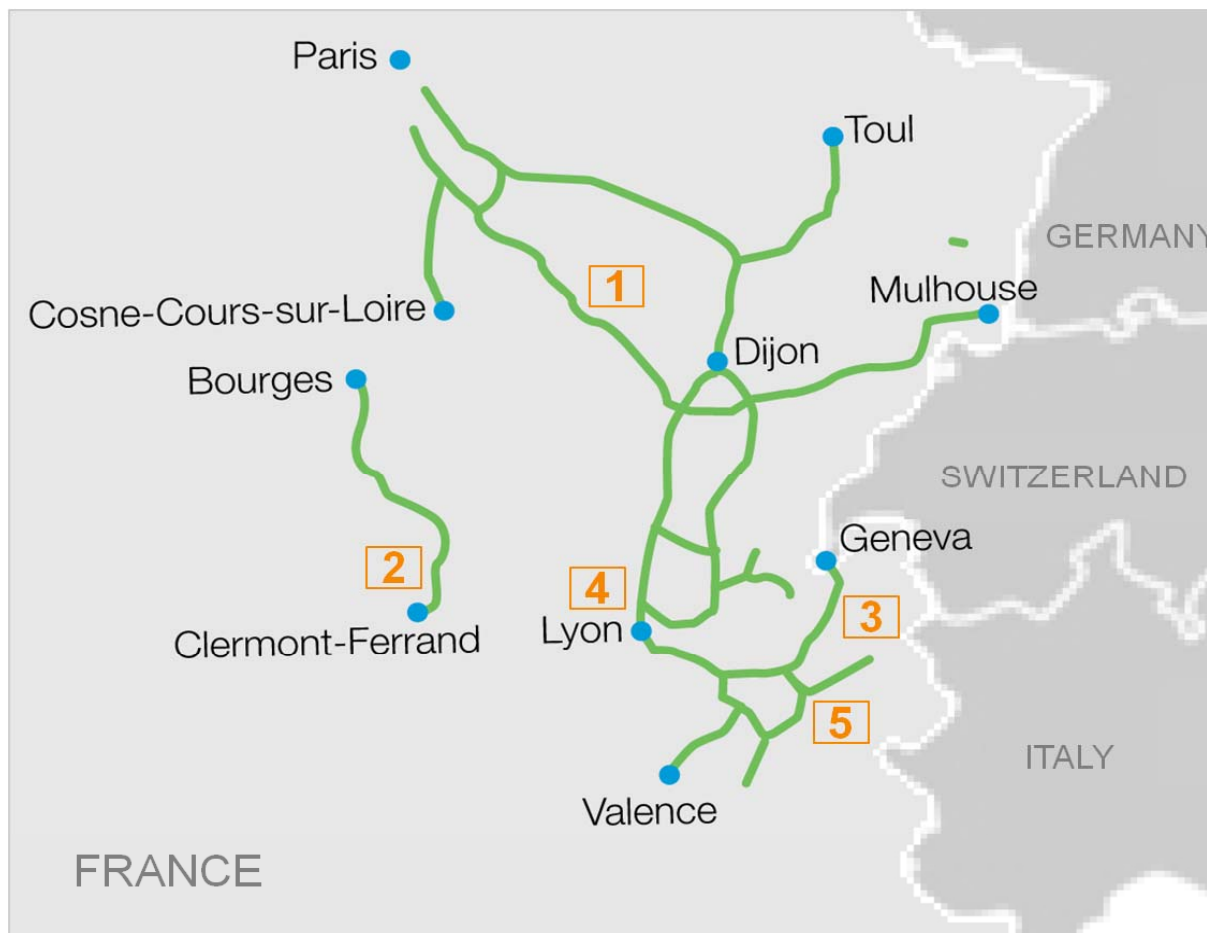 Paris
Toul
GERMANY
1
Mulhouse
Cosne-Cours-sur-Loire
Dijon
Bourges
SWITZERLAND
Geneva
2
4
3
Lyon
Clermont-Ferrand
5
ITALY
Valence
FRANCE